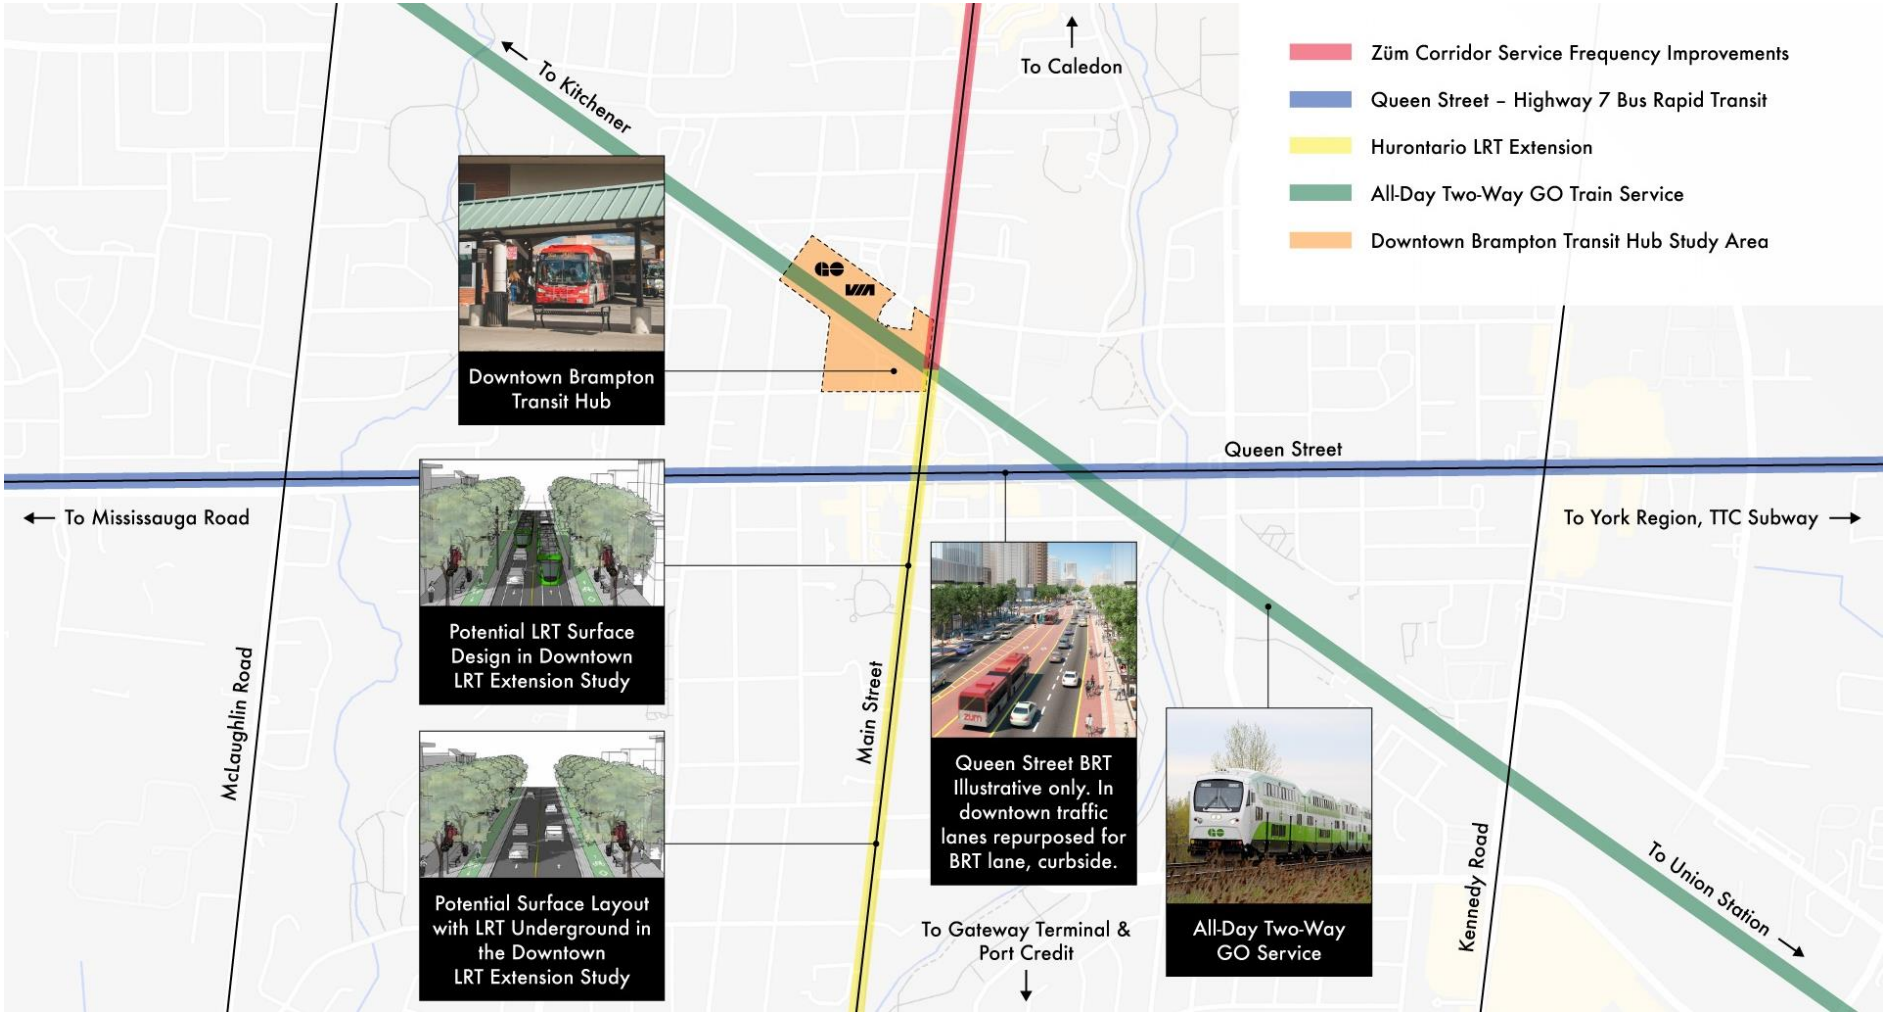 To Caledon
To Kitchener
Züm Corridor Service Frequency Improvements
Queen Street – Highway 7 Bus Rapid Transit
Hurontario LRT Extension
All-Day Two-Way GO Train Service
Downtown Brampton Transit Hub Study Area
GO
VIA
Downtown Brampton
Transit Hub
Queen Street
To Mississauga Road
To York Region, TTC Subway
Potential LRT Surface
Design in Downtown
LRT Extension Study
McLaughlin Road
Main Street
züm
Queen Street BRT
Illustrative only. In
downtown traffic
lanes repurposed for
BRT lane, curbside.
GO
All-Day Two-Way
GO Service
Potential Surface Layout
with LRT Underground in
the Downtown
LRT Extension Study
To Gateway Terminal &
Port Credit
Kennedy Road
To Union Station